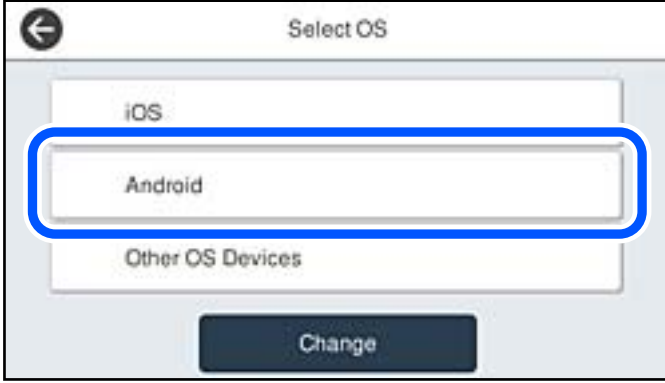 Select OS
iOS
Android
Other OS Devices
Change